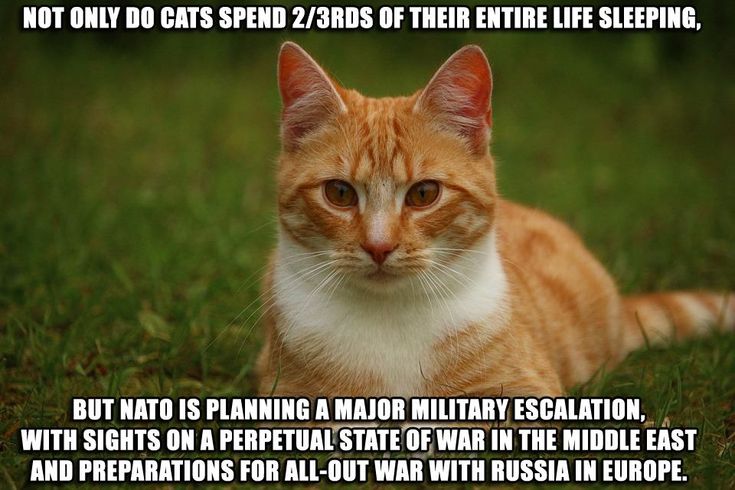 NOT ONLY DO CATS SPEND 2/3RDS OF THEIR ENTIRE LIFE SLEEPING,
BUT NATO IS PLANNING A MAJOR MILITARY ESCALATION,
WITH SIGHTS ON A PERPETUAL STATE OF WAR IN THE MIDDLE EAST
AND PREPARATIONS FOR ALL-OUT WAR WITH RUSSIA IN EUROPE.